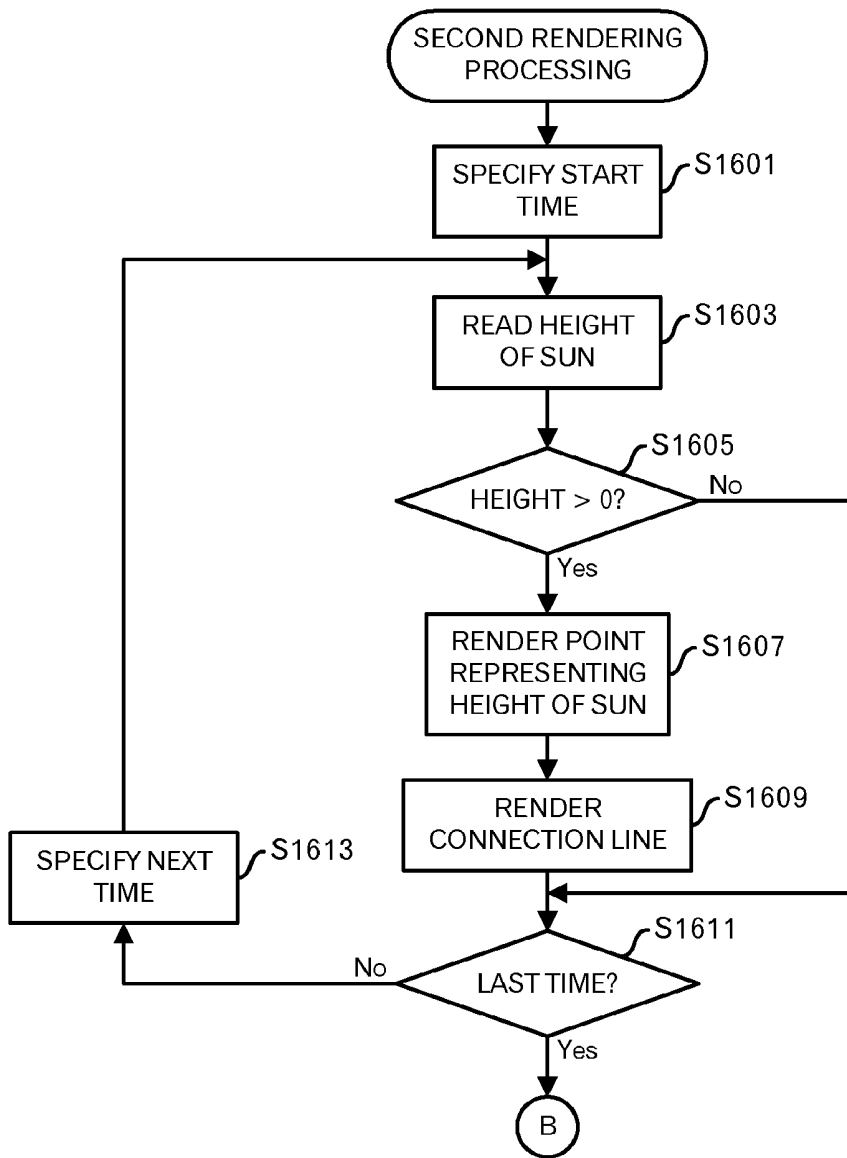 SECOND RENDERING
PROCESSING
SPECIFY START
TIME
S1601
READ HEIGHT
OF SUN
S1603
S1605
HEIGHT > 0?
No
Yes
RENDER POINT
REPRESENTING
HEIGHT OF SUN
S1607
RENDER
CONNECTION LINE
S1609
SPECIFY NEXT
TIME
S1613
S1611
No
LAST TIME?
Yes
B